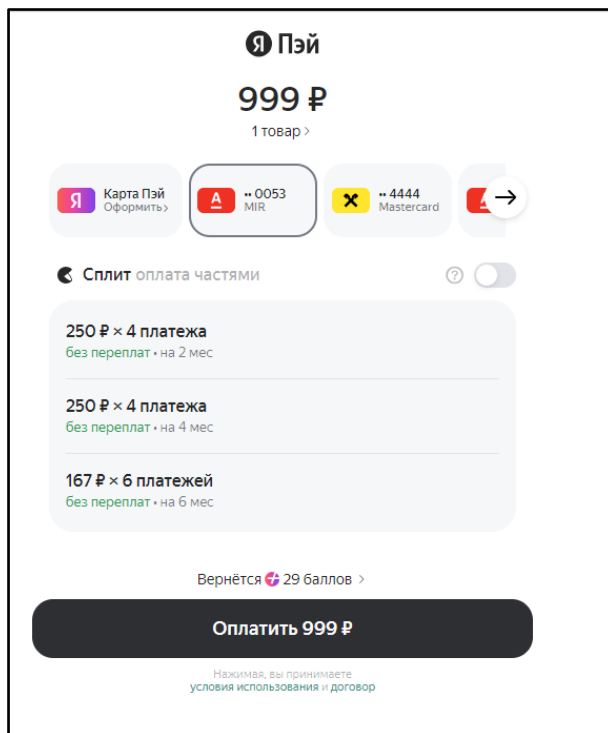 Я Пэй
999 ₽
1 товар >
Я Карта Пэй
Оформить >
А •• 0053
MIR
•• 4444
Mastercard
Сплит оплата частями ?
250 ₽ × 4 платежа
без переплат • на 2 мес
250 ₽ × 4 платежа
без переплат • на 4 мес
167 ₽ × 6 платежей
без переплат • на 6 мес
Вернётся 29 баллов >
Оплатить 999 ₽
Нажимая, вы принимаете
условия использования и договор